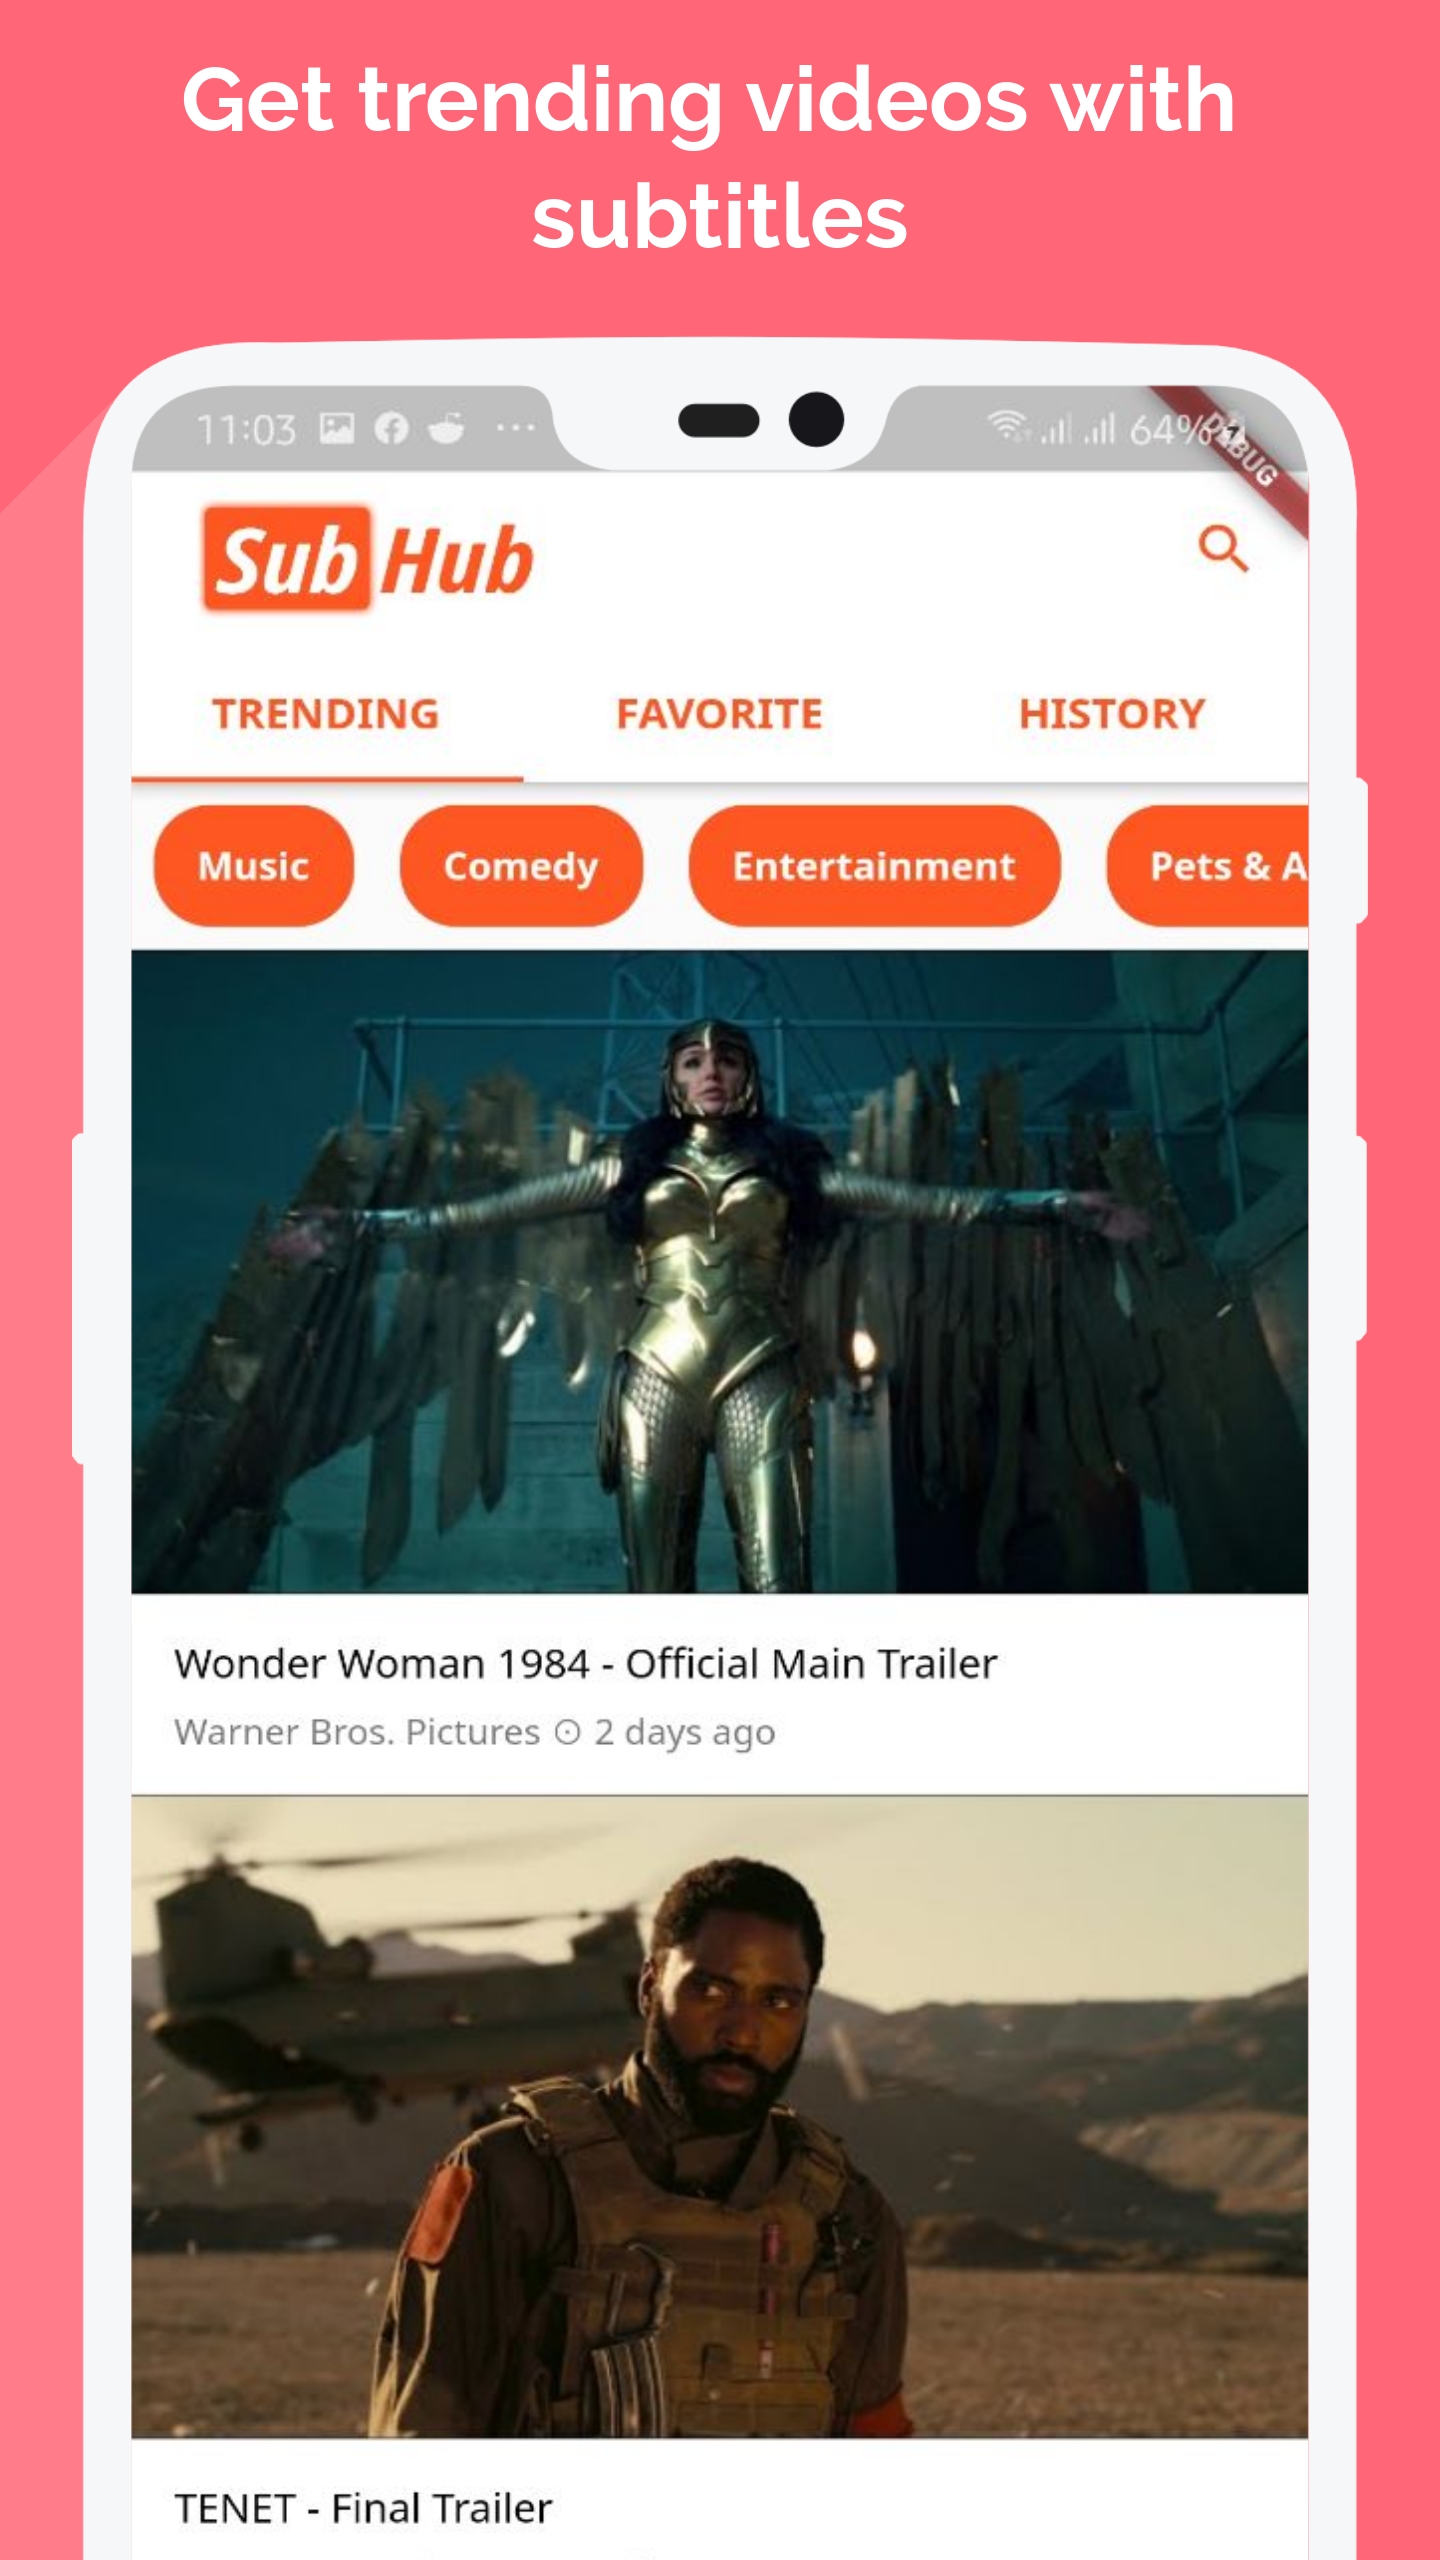 Get trending videos with
subtitles
11:03
64%
DEBUG
Sub Hub
TRENDING FAVORITE HISTORY
Music Comedy Entertainment Pets & A
Wonder Woman 1984 - Official Main Trailer
Warner Bros. Pictures ⊙ 2 days ago
TENET - Final Trailer